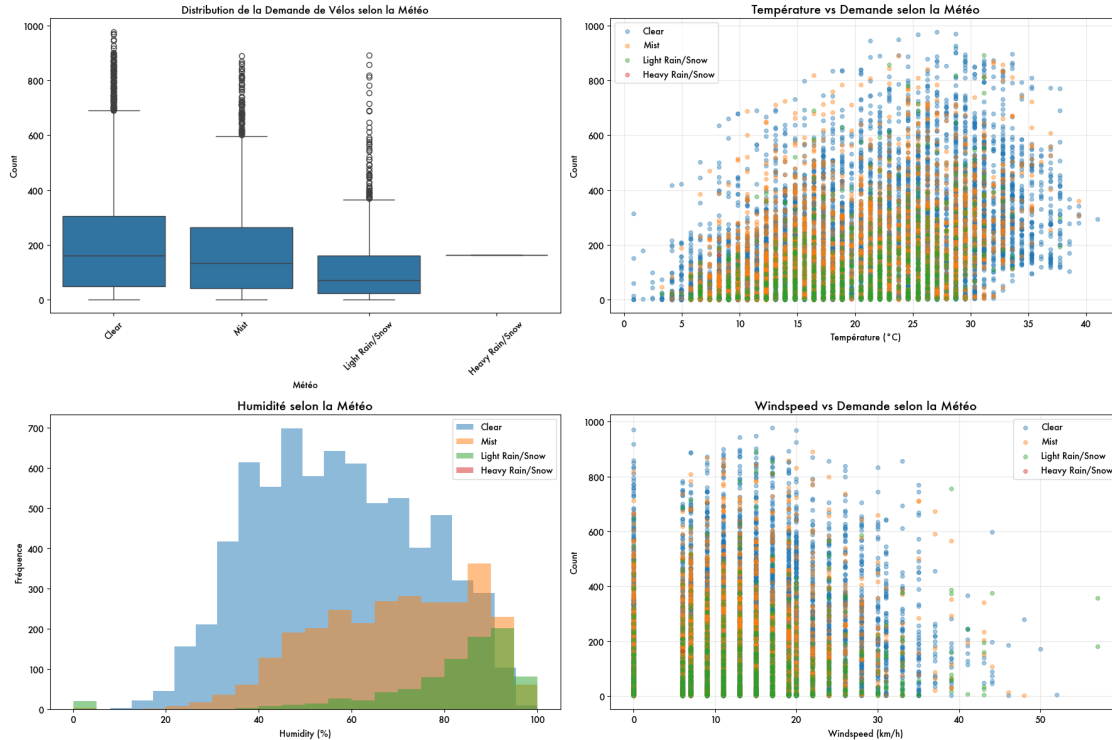 Distribution de la Demande de Vélos selon la Météo
1000
800
600
400
200
0
Count
Clear
Mist
Light Rain/Snow
Heavy Rain/Snow
Météo
Température vs Demande selon la Météo
Clear
Mist
Light Rain/Snow
Heavy Rain/Snow
1000
800
600
400
200
0
Count
0 5 10 15 20 25 30 35 40
Température (°C)
Humidité selon la Météo
Clear
Mist
Light Rain/Snow
Heavy Rain/Snow
700
600
500
400
300
200
100
0
Fréquence
0 20 40 60 80 100
Humidity (%)
Windspeed vs Demande selon la Météo
Clear
Mist
Light Rain/Snow
Heavy Rain/Snow
1000
800
600
400
200
0
Count
0 10 20 30 40 50
Windspeed (km/h)